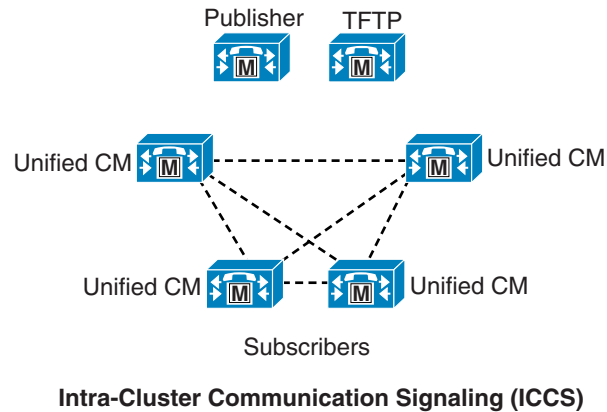 Publisher TFTP
M M
Unified CM M M Unified CM
Unified CM M M Unified CM
Subscribers
Intra-Cluster Communication Signaling (ICCS)